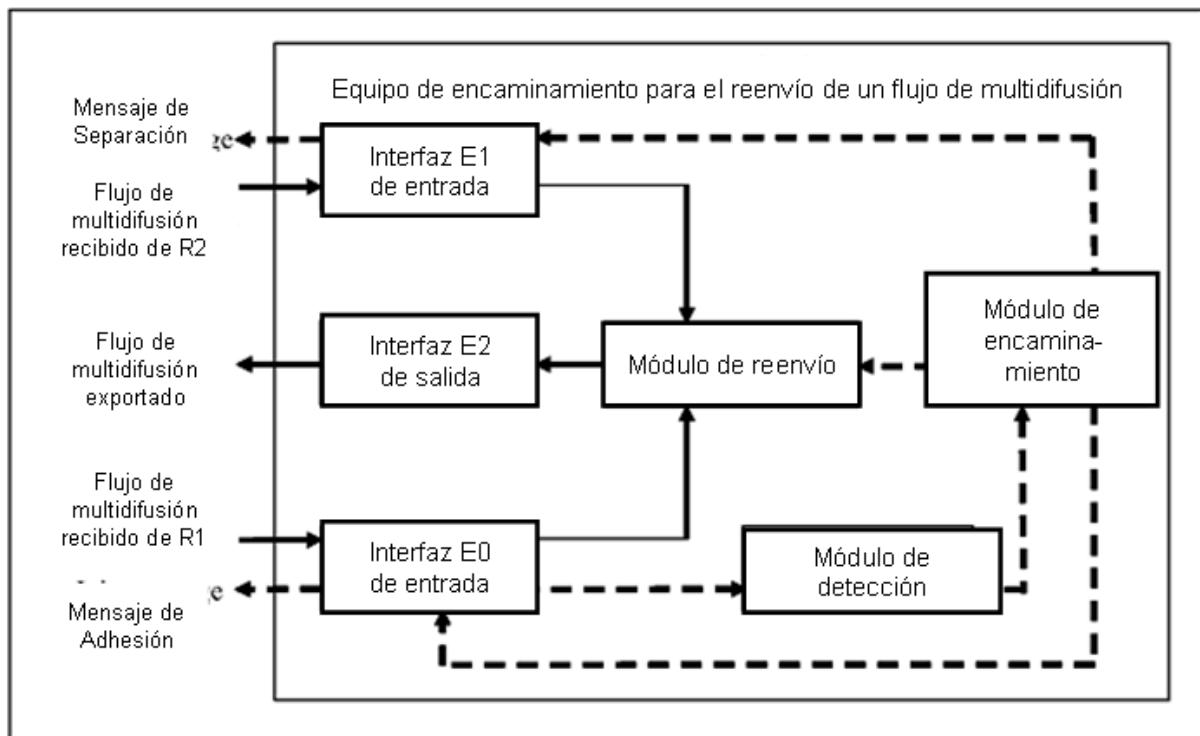 Equipo de encaminamiento para el reenvío de un flujo de multidifusión
Mensaje de
Separación
ge
Interfaz E1
de entrada
Flujo de
multidifusión
recibido de R2
Flujo de
multidifusión
exportado
Interfaz E2
de salida
Módulo de reenvío
Módulo de
encamina-
miento
Flujo de
multidifusión
recibido de R1
Interfaz E0
de entrada
Módulo de
detección
Mensaje de
Adhesión